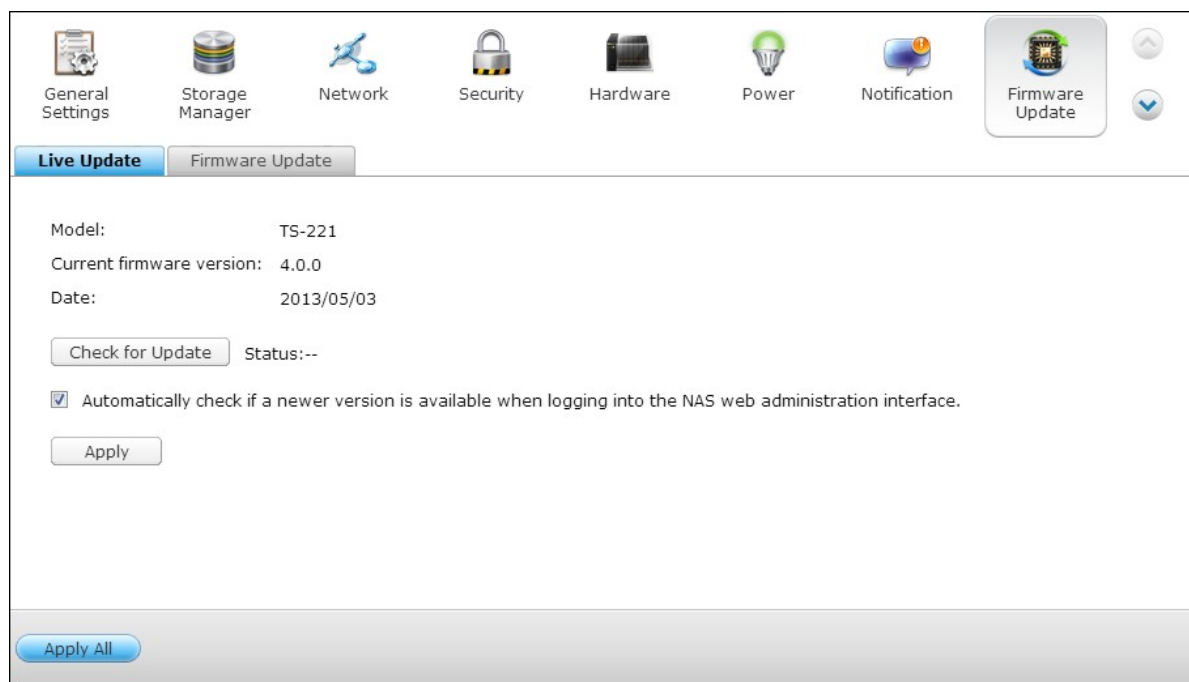 General Settings
Storage Manager
Network
Security
Hardware
Power
Notification
Firmware Update
Live Update
Firmware Update
Model: TS-221
Current firmware version: 4.0.0
Date: 2013/05/03
Check for Update Status:--
Automatically check if a newer version is available when logging into the NAS web administration interface.
Apply
Apply All